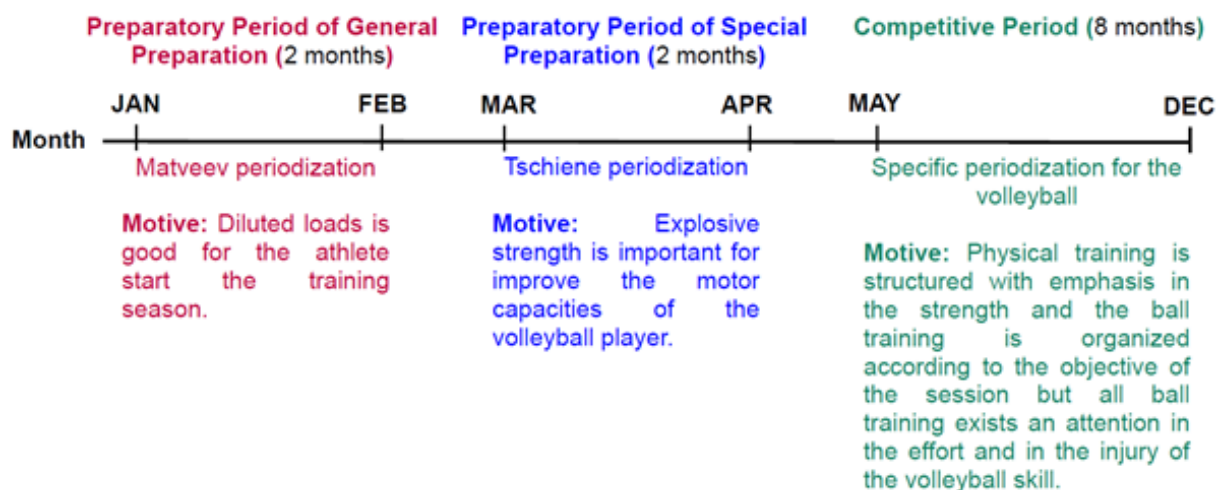 Preparatory Period of General
Preparation (2 months)
Preparatory Period of Special
Preparation (2 months)
Competitive Period (8 months)
JAN FEB MAR APR MAY DEC
Month
Matveev periodization
Motive: Diluted loads is
good for the athlete
start the training
season.
Tschiene periodization
Motive: Explosive
strength is important for
improve the motor
capacities of the
volleyball player.
Specific periodization for the
volleyball
Motive: Physical training is
structured with emphasis in
the strength and the ball
training is organized
according to the objective of
the session but all ball
training exists an attention in
the effort and in the injury of
the volleyball skill.